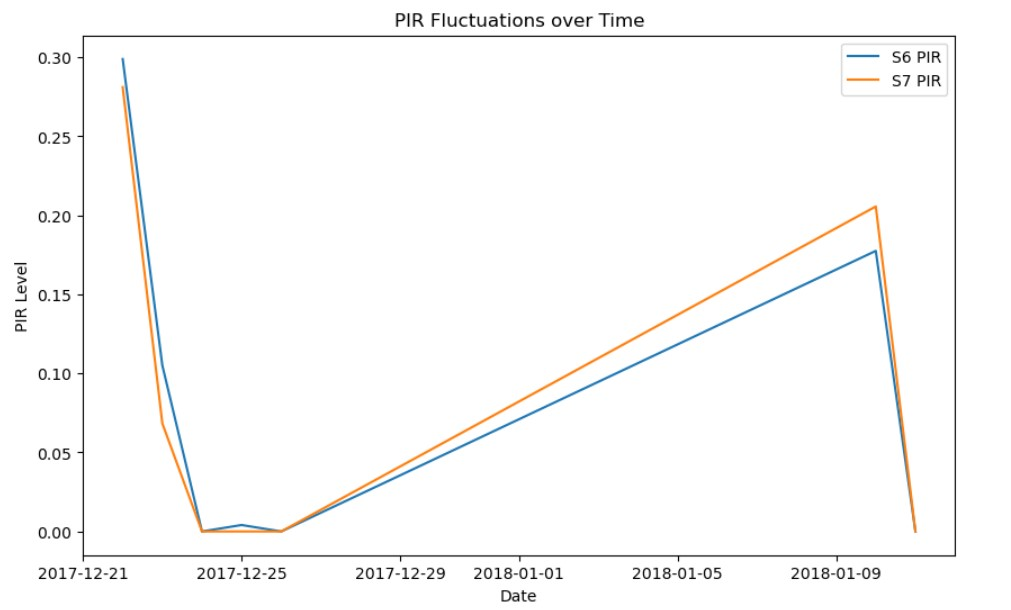 PIR Fluctuations over Time
S6 PIR
S7 PIR
0.30
0.25
0.20
0.15
0.10
0.05
0.00
PIR Level
2017-12-21 2017-12-25 2017-12-29 2018-01-01 2018-01-05 2018-01-09
Date